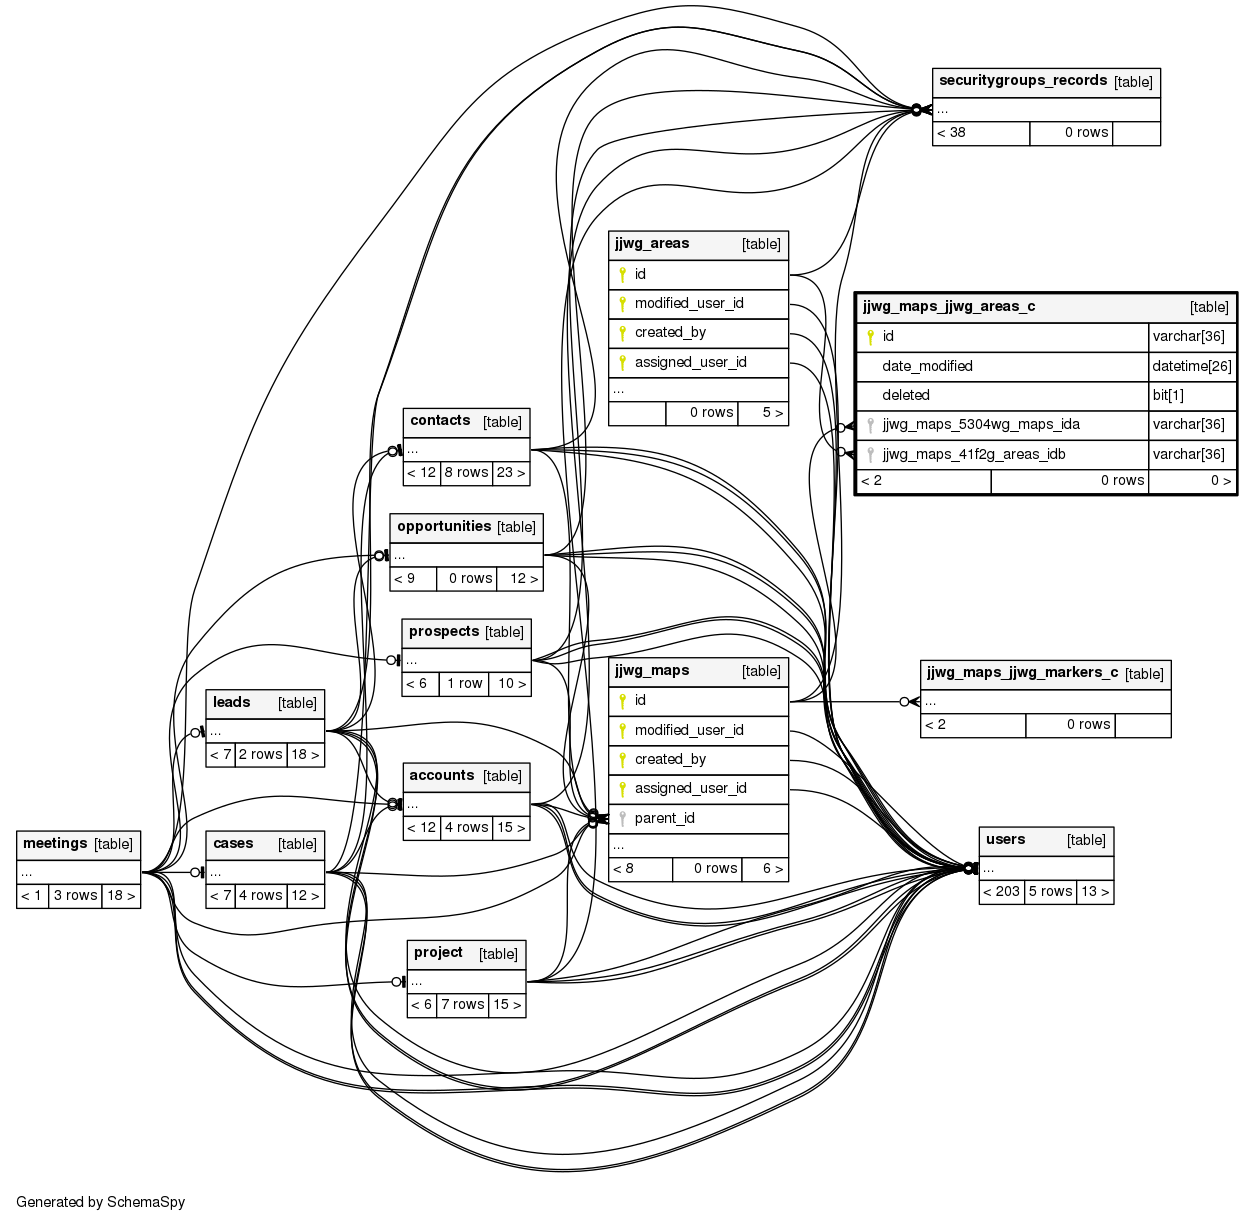 securitygroups_records [table]
...
< 38 0 rows
jjwg_areas [table]
id
modified_user_id
created_by
assigned_user_id
...
0 rows 5 >
jjwg_maps_jjwg_areas_c [table]
id varchar[36]
date_modified datetime[26]
deleted bit[1]
jjwg_maps_5304wg_maps_ida varchar[36]
jjwg_maps_41f2g_areas_idb varchar[36]
< 2 0 rows 0 >
contacts [table]
...
< 12 8 rows 23 >
opportunities [table]
...
< 9 0 rows 12 >
prospects [table]
...
< 6 1 row 10 >
jjwg_maps [table]
id
modified_user_id
created_by
assigned_user_id
parent_id
...
< 8 0 rows 6 >
jjwg_maps_jjwg_markers_c [table]
...
< 2 0 rows
leads [table]
...
< 7 2 rows 18 >
accounts [table]
...
< 12 4 rows 15 >
meetings [table]
...
< 1 3 rows 18 >
cases [table]
...
< 7 4 rows 12 >
users [table]
...
< 203 5 rows 13 >
project [table]
...
< 6 7 rows 15 >
Generated by SchemaSpy